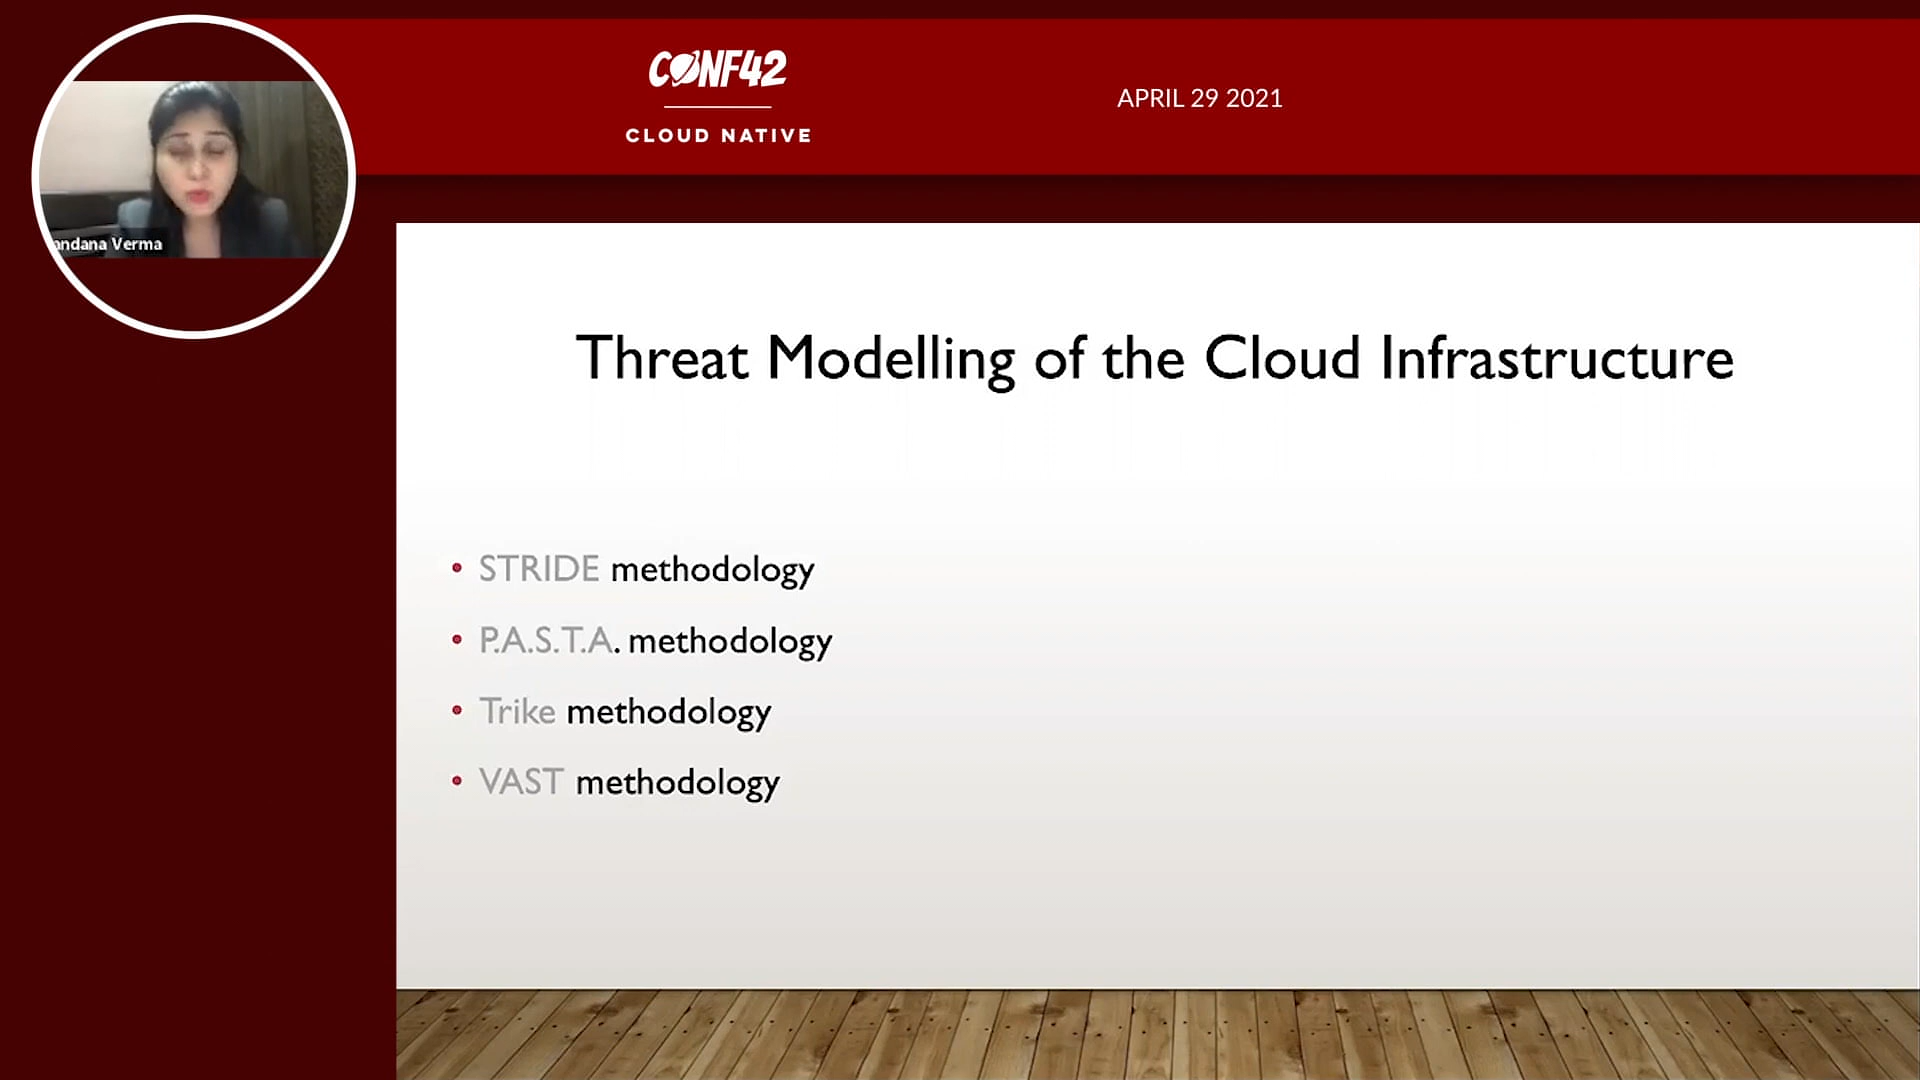 CONF42
CLOUD NATIVE
APRIL 29 2021
andana Verma
Threat Modelling of the Cloud Infrastructure
• STRIDE methodology
• P.A.S.T.A. methodology
• Trike methodology
• VAST methodology